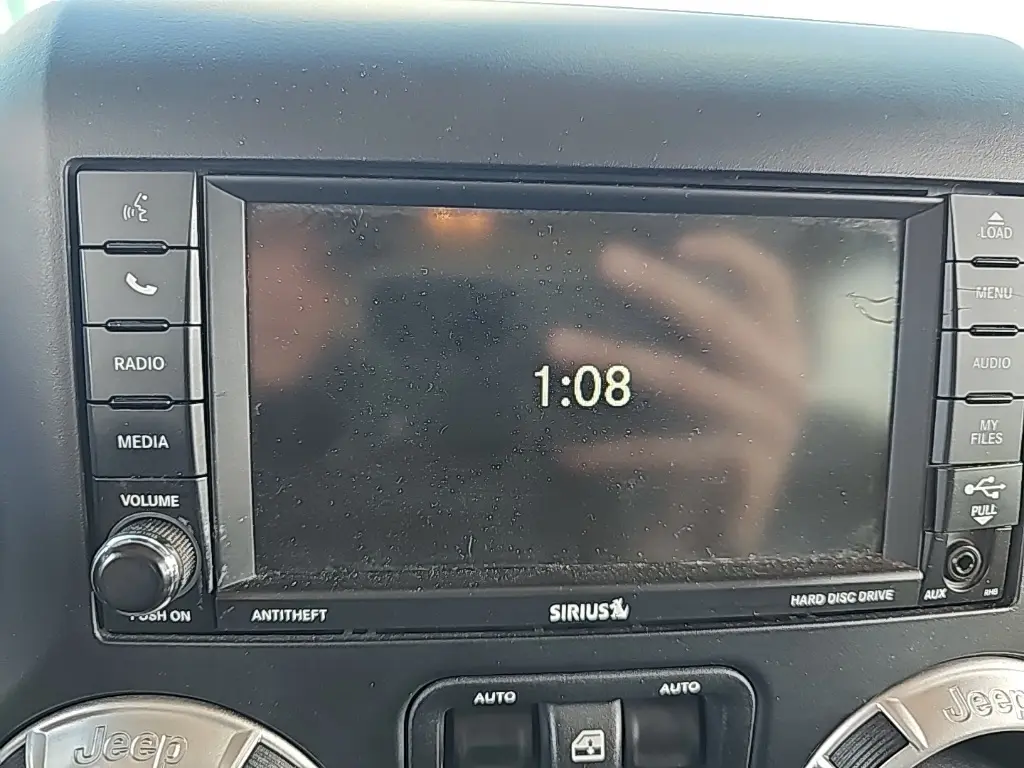 LOAD
MENU
RADIO
AUDIO
1:08
MEDIA
MY
FILES
VOLUME
PULL
PUSH ON
ANTITHEFT
SIRIUS
HARD DISC DRIVE
AUX
RHB
AUTO
AUTO
Jeep
Jeep